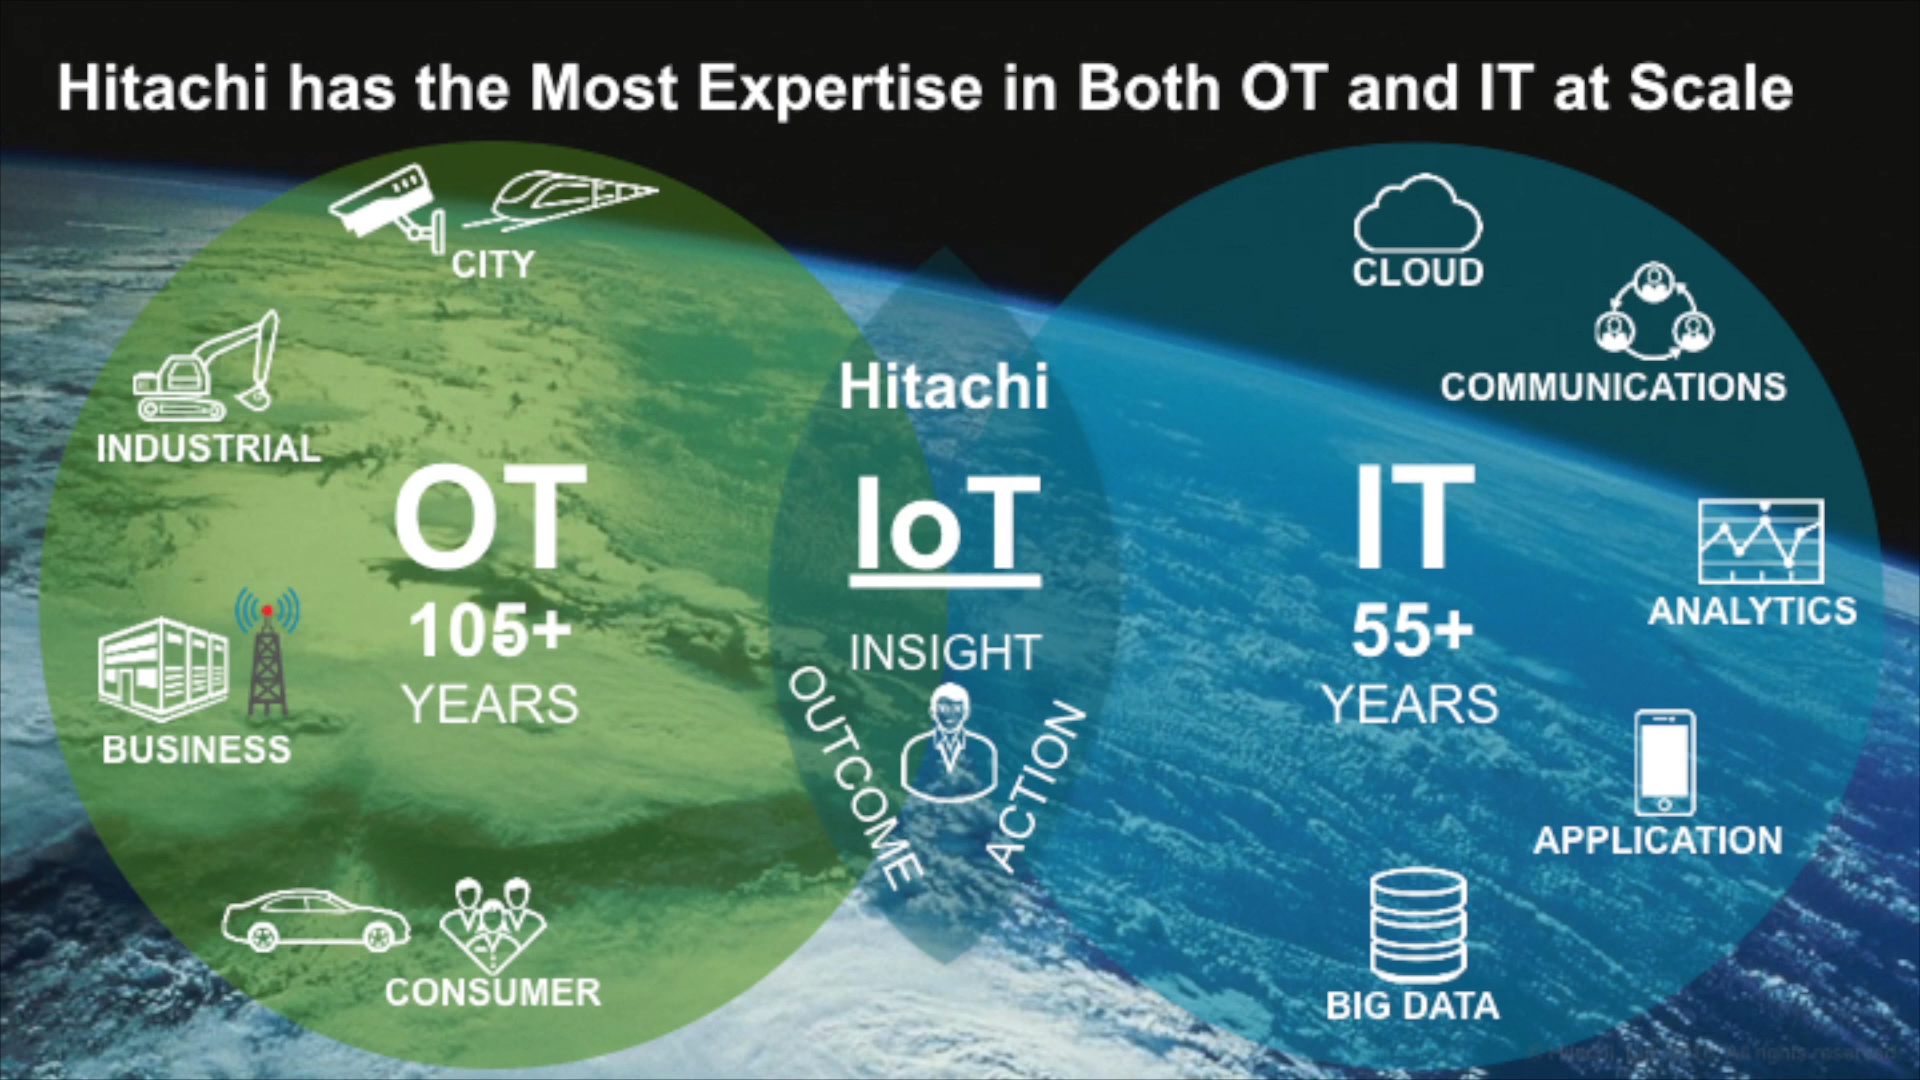 Hitachi has the Most Expertise in Both OT and IT at Scale
CITY
INDUSTRIAL
OT
105+
YEARS
BUSINESS
CONSUMER
Hitachi
IoT
INSIGHT
OUTCOME
ACTION
CLOUD
COMMUNICATIONS
IT
55+
YEARS
ANALYTICS
APPLICATION
BIG DATA